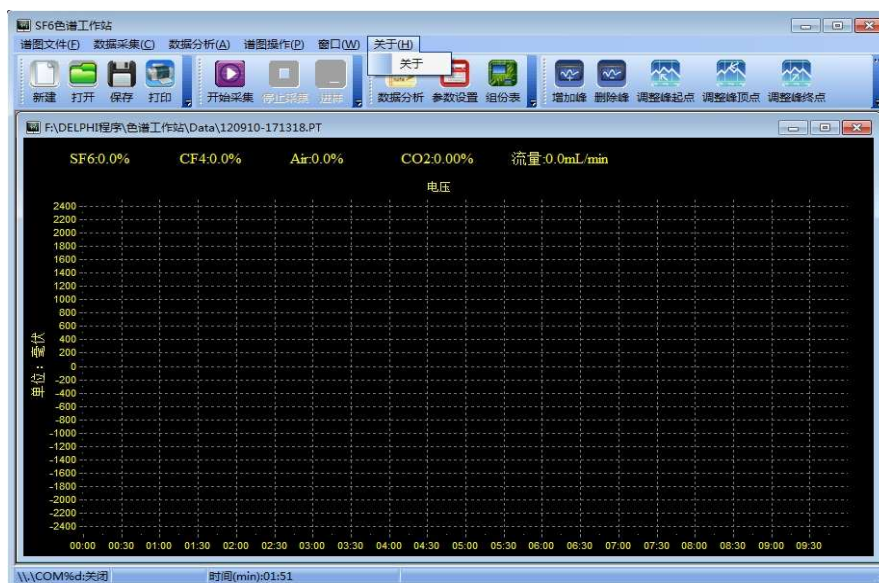 SF6色谱工作站
谱图文件(F) 数据采集(C) 数据分析(A) 谱图操作(P) 窗口(W) 关于(H)
关于
新建 打开 保存 打印 开始采集 停止采集 进样 数据分析 参数设置 组份表 增加峰 删除峰 调整峰起点 调整峰顶点 调整峰终点
F:\DELPHI程序\色谱工作站\Data\120910-171318.PT
SF6:0.0% CF4:0.0% Air:0.0% CO2:0.00% 流量:0.0mL/min
电压
2400
2200
2000
1800
1600
1400
1200
1000
800
600
400
200
0
-200
-400
-600
-800
-1000
-1200
-1400
-1600
-1800
-2000
-2200
-2400
单位：毫伏
00:00 00:30 01:00 01:30 02:00 02:30 03:00 03:30 04:00 04:30 05:00 05:30 06:00 06:30 07:00 07:30 08:00 08:30 09:00 09:30
\\.\COM%d:关闭 时间(min):01:51